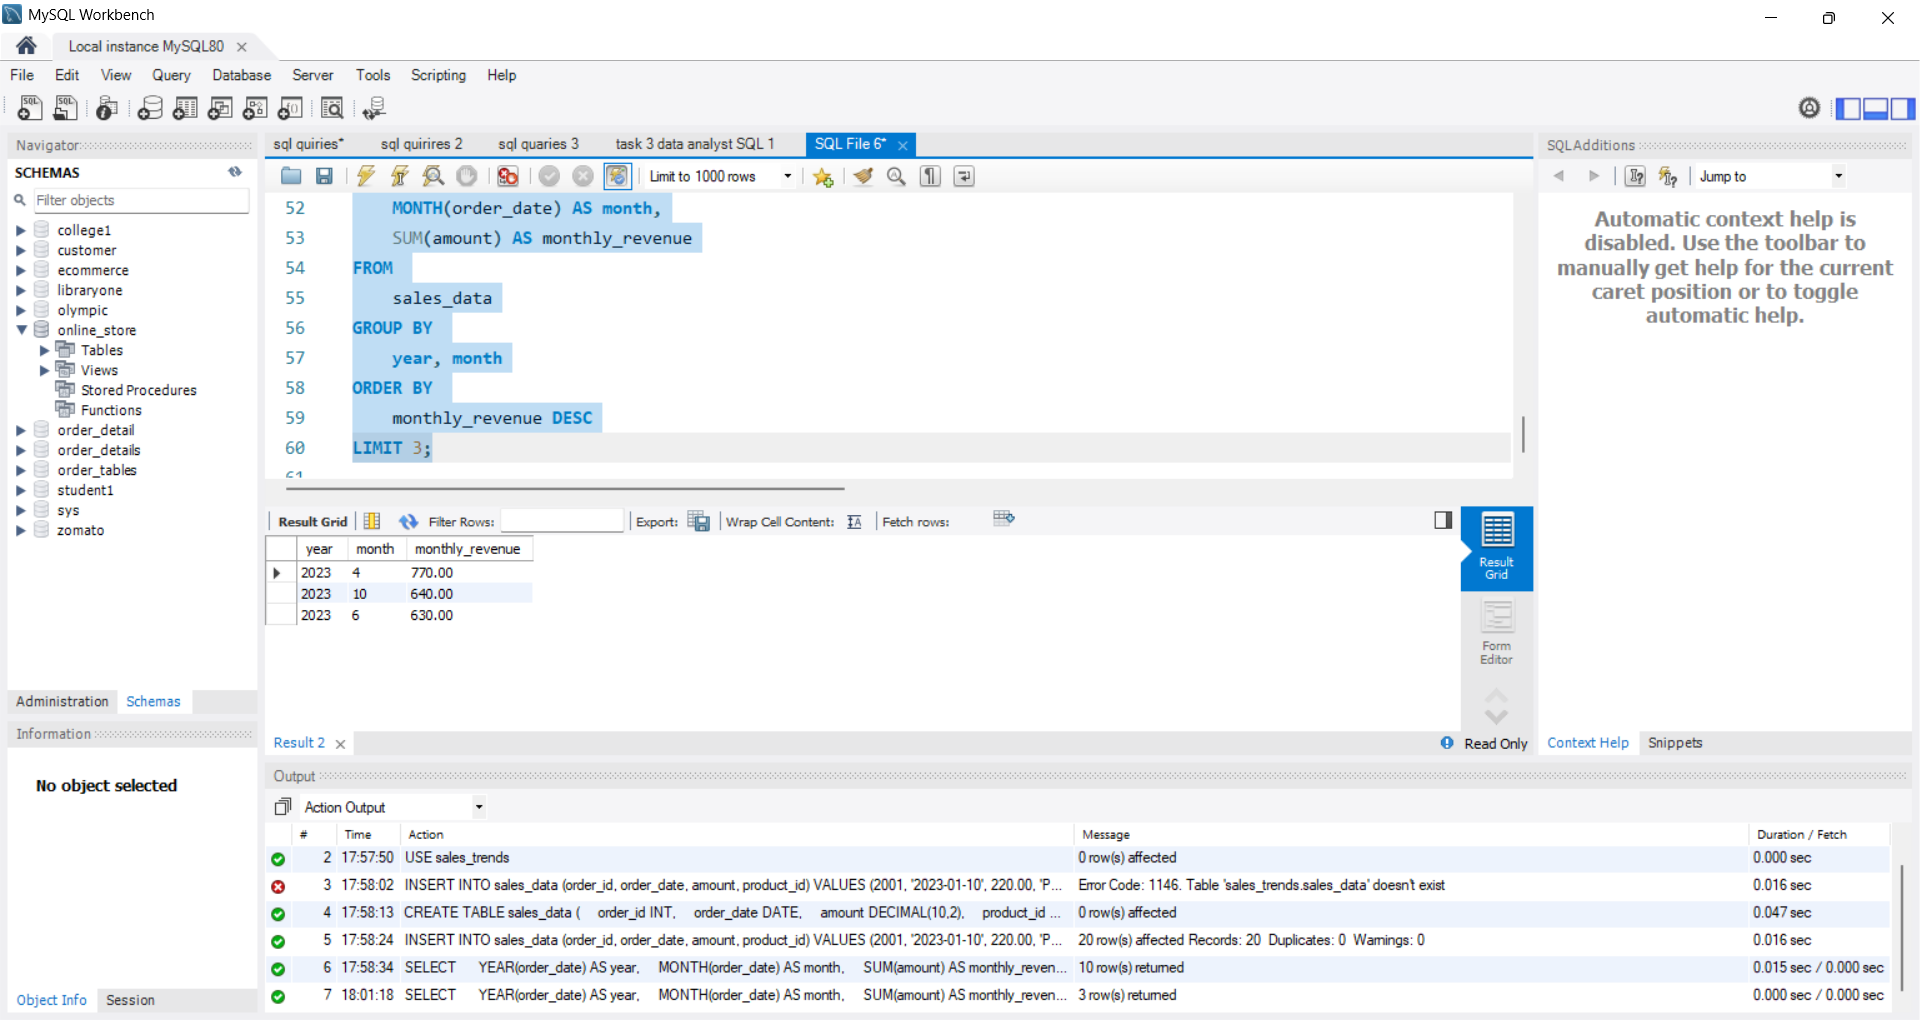 MySQL Workbench
Local instance MySQL80
File Edit View Query Database Server Tools Scripting Help
Navigator
SCHEMAS
Filter objects
college1
customer
ecommerce
libraryone
olympic
online_store
Tables
Views
Stored Procedures
Functions
order_detail
order_details
order_tables
student1
sys
zomato
Administration Schemas
Information
No object selected
Object Info Session
sql quiries* sql quirires 2 sql quaries 3 task 3 data analyst SQL 1 SQL File 6*
Limit to 1000 rows
52 MONTH(order_date) AS month,
53 SUM(amount) AS monthly_revenue
54 FROM
55 sales_data
56 GROUP BY
57 year, month
58 ORDER BY
59 monthly_revenue DESC
60 LIMIT 3;
61
Result Grid Filter Rows: Export: Wrap Cell Content: Fetch rows:
year month monthly_revenue
2023 4 770.00
2023 10 640.00
2023 6 630.00
Result
Grid
Form
Editor
Result 2
Read Only
SQLAdditions
Jump to
Automatic context help is
disabled. Use the toolbar to
manually get help for the current
caret position or to toggle
automatic help.
Context Help Snippets
Output
Action Output
# Time Action Message Duration / Fetch
2 17:57:50 USE sales_trends 0 row(s) affected 0.000 sec
3 17:58:02 INSERT INTO sales_data (order_id, order_date, amount, product_id) VALUES (2001, '2023-01-10', 220.00, 'P... Error Code: 1146. Table 'sales_trends.sales_data' doesn't exist 0.016 sec
4 17:58:13 CREATE TABLE sales_data ( order_id INT, order_date DATE, amount DECIMAL(10,2), product_id ... 0 row(s) affected 0.047 sec
5 17:58:24 INSERT INTO sales_data (order_id, order_date, amount, product_id) VALUES (2001, '2023-01-10', 220.00, 'P... 20 row(s) affected Records: 20 Duplicates: 0 Warnings: 0 0.016 sec
6 17:58:34 SELECT YEAR(order_date) AS year, MONTH(order_date) AS month, SUM(amount) AS monthly_reven... 10 row(s) returned 0.015 sec / 0.000 sec
7 18:01:18 SELECT YEAR(order_date) AS year, MONTH(order_date) AS month, SUM(amount) AS monthly_reven... 3 row(s) returned 0.000 sec / 0.000 sec